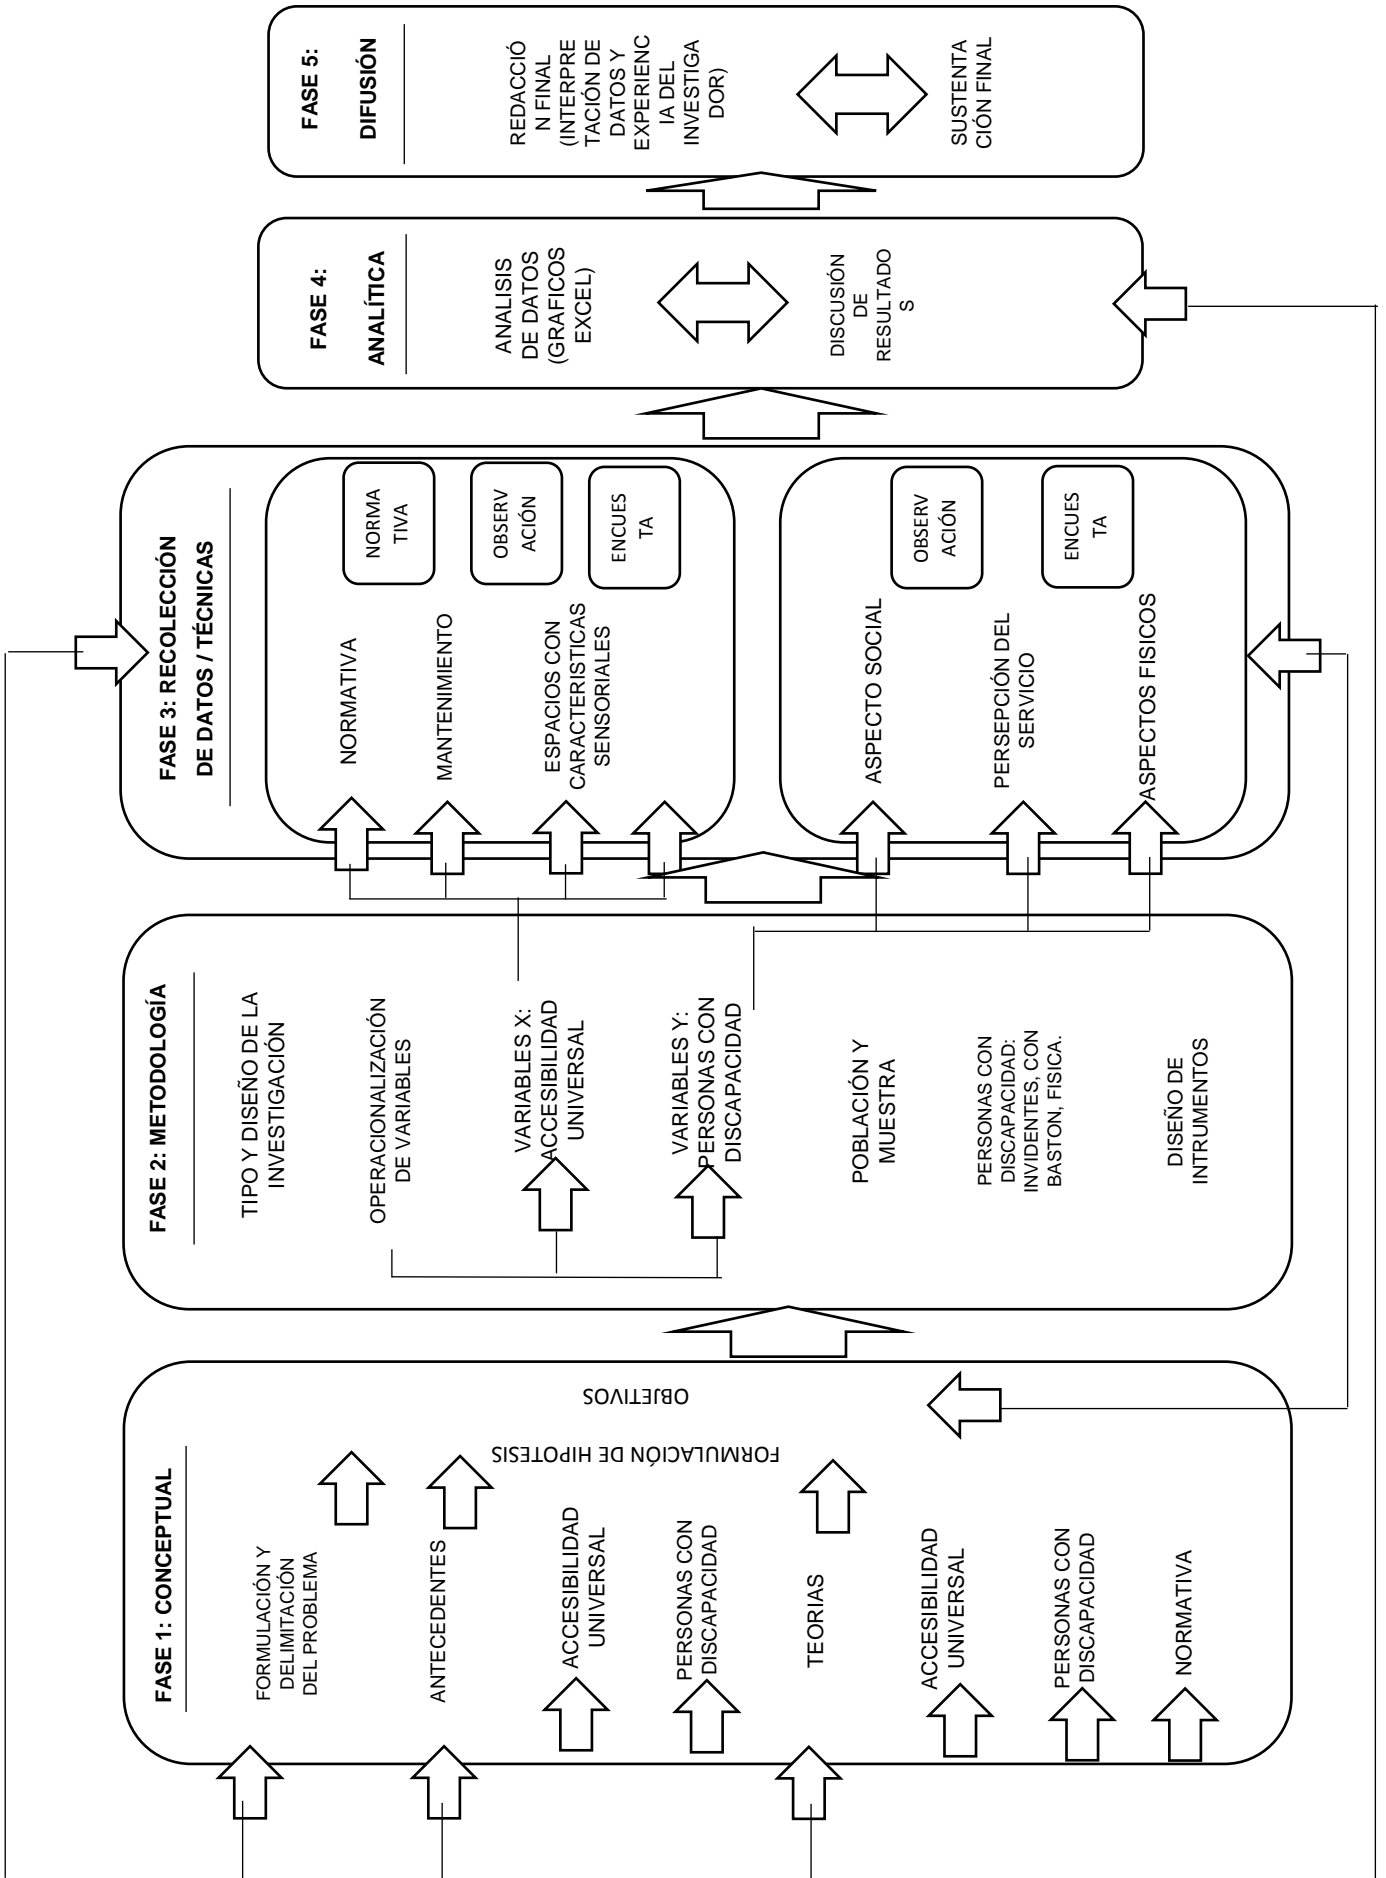 FASE 1: CONCEPTUAL
FORMULACIÓN Y
DELIMITACIÓN
DEL PROBLEMA
ANTECEDENTES
ACCESIBILIDAD
UNIVERSAL
PERSONAS CON
DISCAPACIDAD
TEORIAS
ACCESIBILIDAD
UNIVERSAL
PERSONAS CON
DISCAPACIDAD
NORMATIVA
FORMULACIÓN DE HIPOTESIS
OBJETIVOS
FASE 2: METODOLOGÍA
TIPO Y DISEÑO DE LA
INVESTIGACIÓN
OPERACIONALIZACIÓN
DE VARIABLES
VARIABLES X:
ACCESIBILIDAD
UNIVERSAL
VARIABLES Y:
PERSONAS CON
DISCAPACIDAD
POBLACIÓN Y
MUESTRA
PERSONAS CON
DISCAPACIDAD:
INVIDENTES, CON
BASTON, FISICA.
DISEÑO DE
INTRUMENTOS
FASE 3: RECOLECCIÓN
DE DATOS / TÉCNICAS
NORMATIVA
MANTENIMIENTO
ESPACIOS CON
CARACTERISTICAS
SENSORIALES
NORMA
TIVA
OBSERV
ACIÓN
ENCUES
TA
ASPECTO SOCIAL
PERSEPCIÓN DEL
SERVICIO
ASPECTOS FISICOS
OBSERV
ACIÓN
ENCUES
TA
FASE 4:
ANALÍTICA
ANALISIS
DE DATOS
(GRAFICOS
EXCEL)
DISCUSIÓN
DE
RESULTADO
S
FASE 5:
DIFUSIÓN
REDACCIÓ
N FINAL
(INTERPRE
TACIÓN DE
DATOS Y
EXPERIENC
IA DEL
INVESTIGA
DOR)
SUSTENTA
CIÓN FINAL